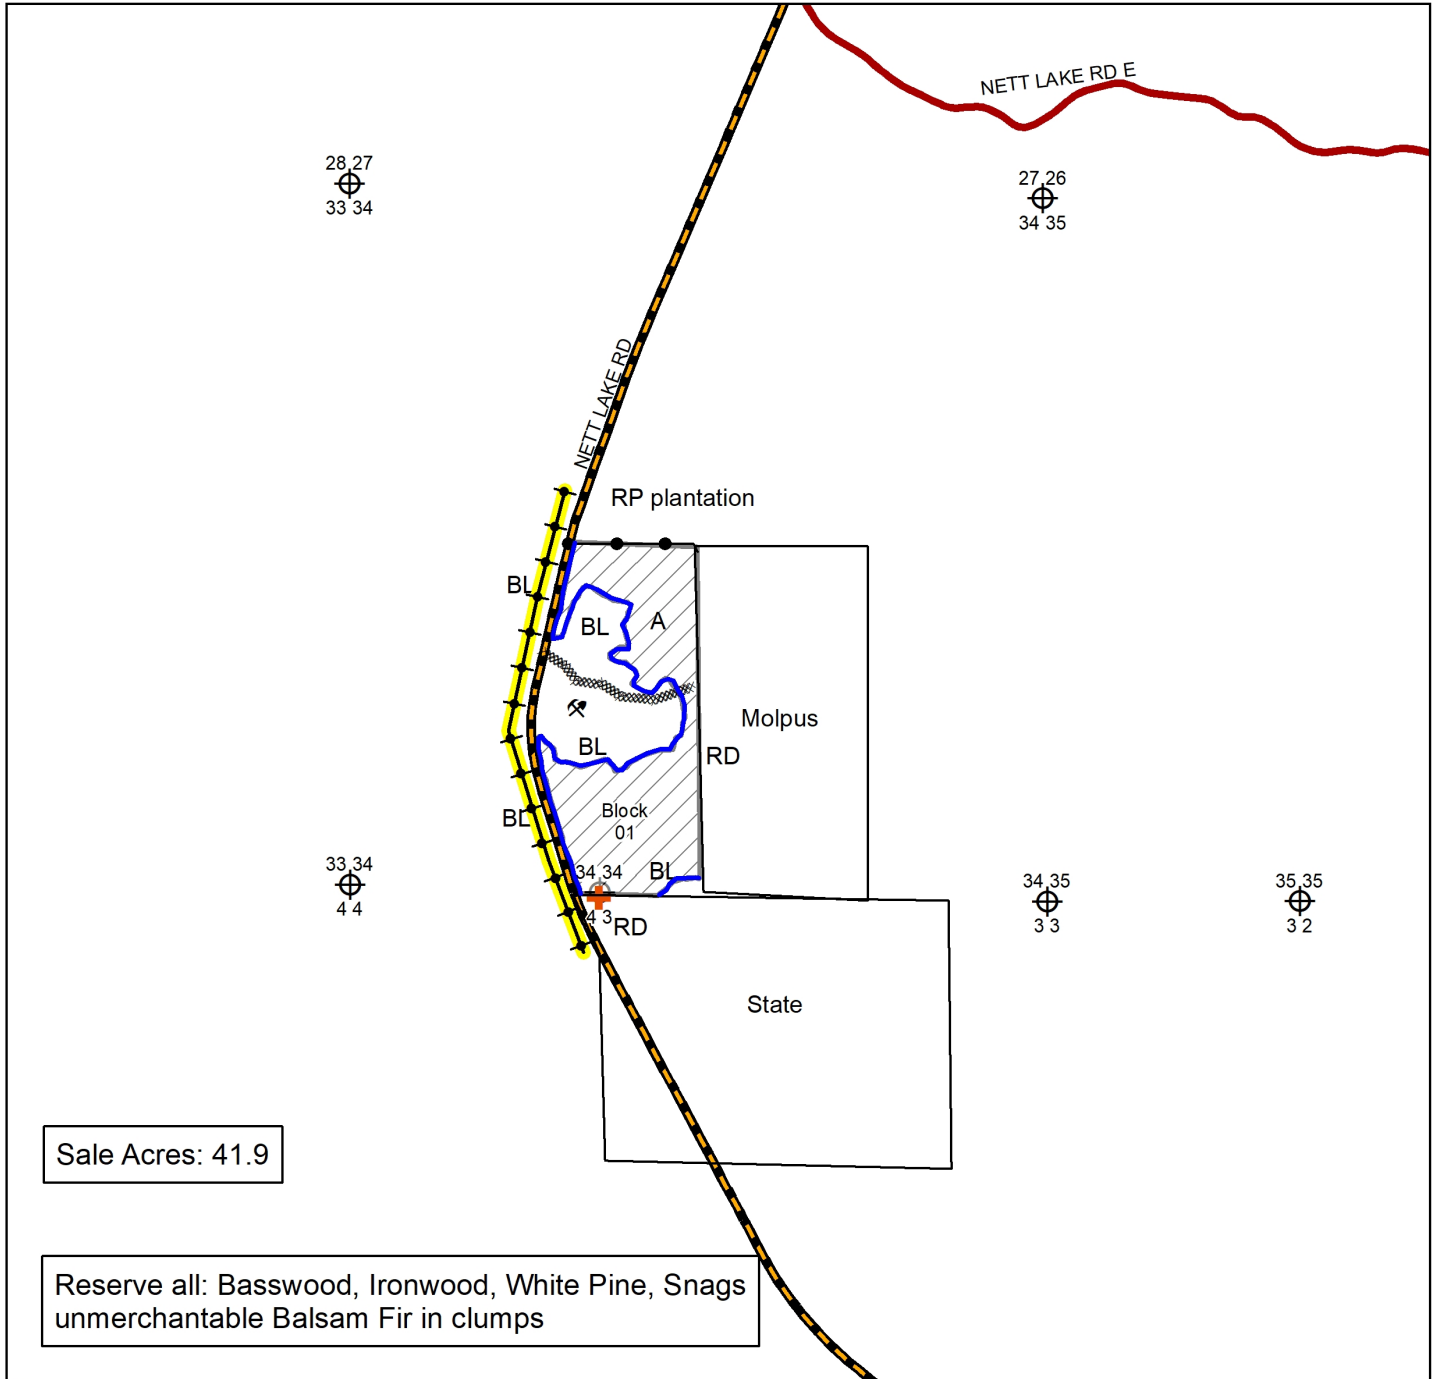 NETT LAKE RD E
28 27
33 34
27 26
34 35
NETT LAKE RD
RP plantation
BL
BL
A
Molpus
BL
RD
BL
Block
01
33 34
4 4
34 34
BL
4 3
RD
34 35
3 3
35 35
3 2
State
Sale Acres: 41.9
Reserve all: Basswood, Ironwood, White Pine, Snags
unmerchantable Balsam Fir in clumps